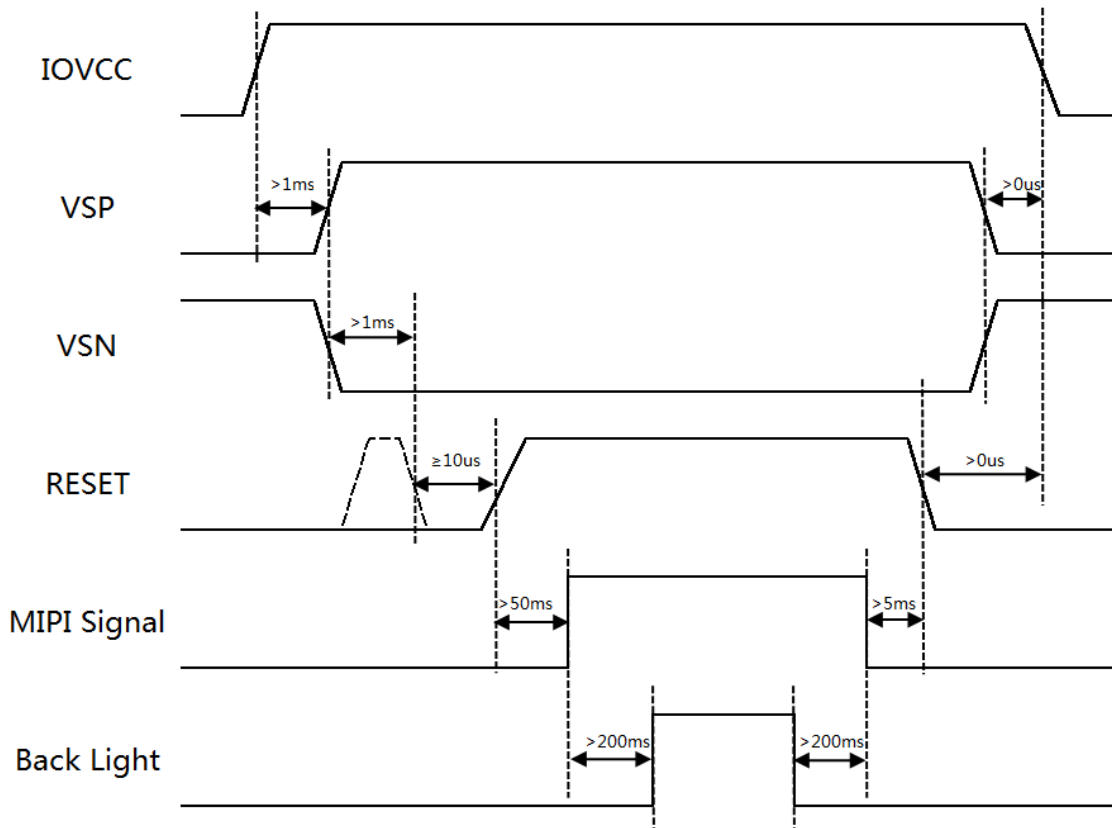 IOVCC
VSP
>1ms
>0us
VSN
>1ms
RESET
≥10us
>0us
MIPI Signal
>50ms
>5ms
Back Light
>200ms
>200ms